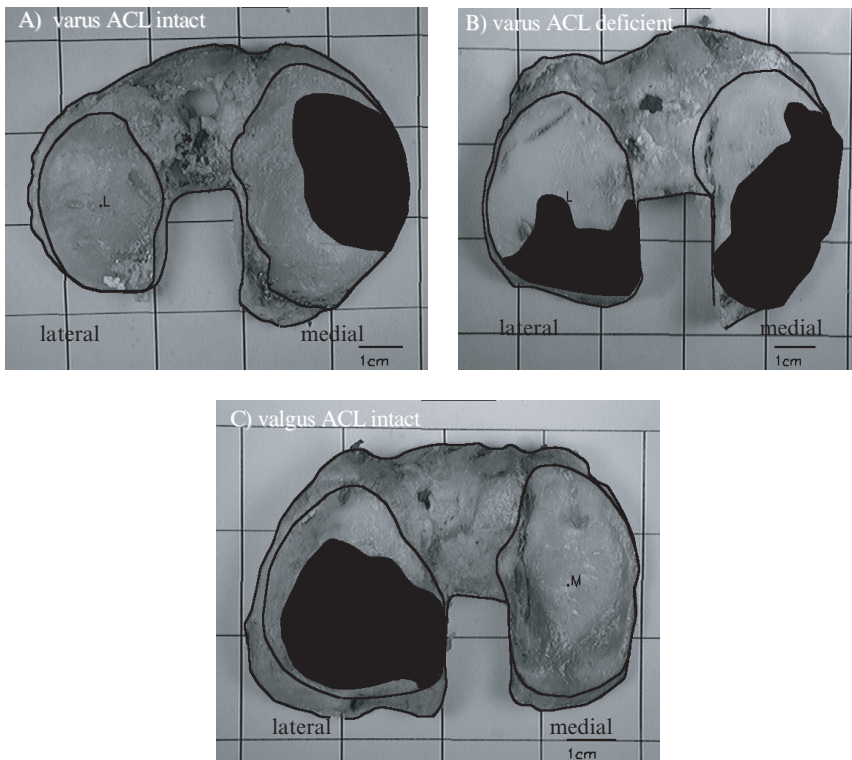 A) varus ACL intact
L
lateral
medial
1cm
B) varus ACL deficient
L
lateral
medial
1cm
C) valgus ACL intact
M
lateral
medial
1cm